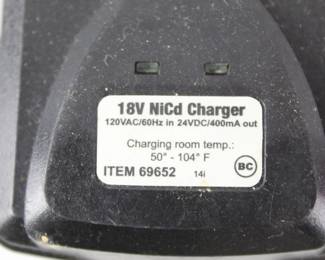 18V NiCd Charger
120VAC/60Hz in 24VDC/400mA out
Charging room temp.:
50° - 104° F
BC
ITEM 69652 14i